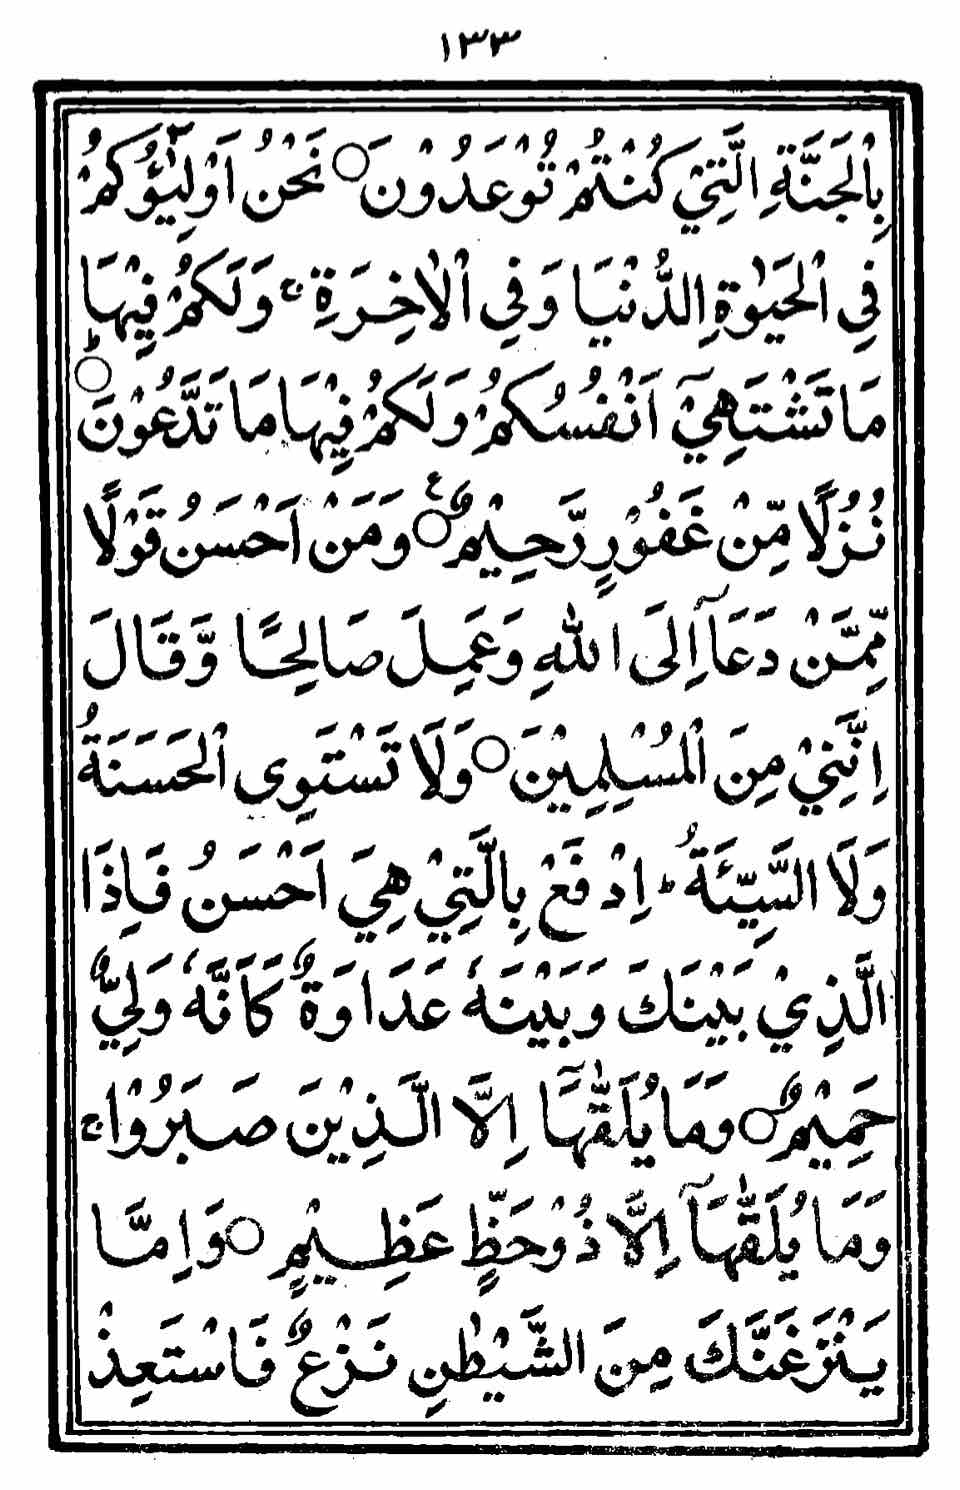 ١٣٣
بِالْجَنَّةِ الَّتِيْ كُنْتُمْ تُوْعَدُوْنَ ○ نَحْنُ اَوْلِيٰٓؤُكُمْ
فِي الْحَيٰوةِ الدُّنْيَا وَفِي الْاٰخِرَةِ ۚ وَلَكُمْ فِيْهَا
مَا تَشْتَهِيْٓ اَنْفُسُكُمْ وَلَكُمْ فِيْهَا مَا تَدَّعُوْنَ ؕ○
نُزُلًا مِّنْ غَفُوْرٍ رَّحِيْمٍ ○ ع وَمَنْ اَحْسَنُ قَوْلًا
مِّمَّنْ دَعَآ اِلَى اللّٰهِ وَعَمِلَ صَالِحًا وَّقَالَ
اِنَّنِيْ مِنَ الْمُسْلِمِيْنَ ○ وَلَا تَسْتَوِى الْحَسَنَةُ
وَلَا السَّيِّئَةُ ؕ اِدْفَعْ بِالَّتِيْ هِيَ اَحْسَنُ فَاِذَا
الَّذِيْ بَيْنَكَ وَبَيْنَهٗ عَدَاوَةٌ كَاَنَّهٗ وَلِيٌّ
حَمِيْمٌ ○ وَمَا يُلَقّٰىهَآ اِلَّا الَّذِيْنَ صَبَرُوْا ۚ
وَمَا يُلَقّٰىهَآ اِلَّا ذُوْ حَظٍّ عَظِيْمٍ ○ وَاِمَّا
يَنْزَغَنَّكَ مِنَ الشَّيْطٰنِ نَزْغٌ فَاسْتَعِذْ